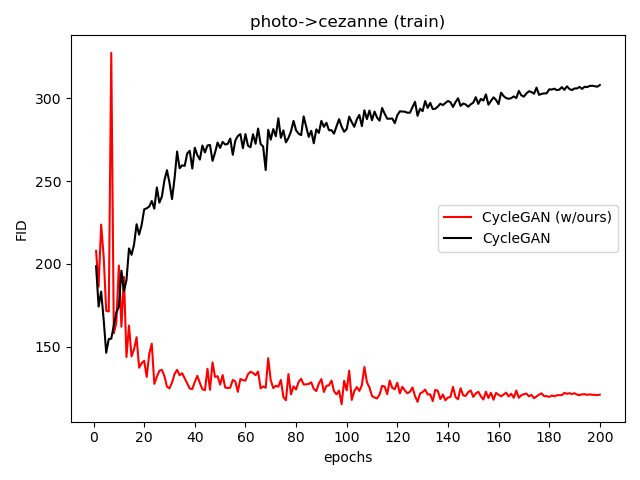 photo->cezanne (train)
FID
300
250
200
150
CycleGAN (w/ours)
CycleGAN
0 20 40 60 80 100 120 140 160 180 200
epochs